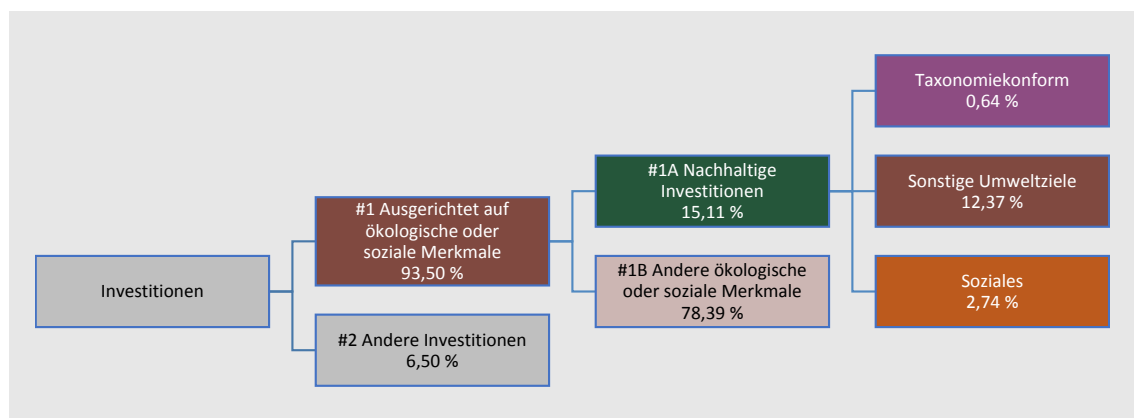 Investitionen
#1 Ausgerichtet auf
ökologische oder
soziale Merkmale
93,50 %
#2 Andere Investitionen
6,50 %
#1A Nachhaltige
Investitionen
15,11 %
#1B Andere ökologische
oder soziale Merkmale
78,39 %
Taxonomiekonform
0,64 %
Sonstige Umweltziele
12,37 %
Soziales
2,74 %